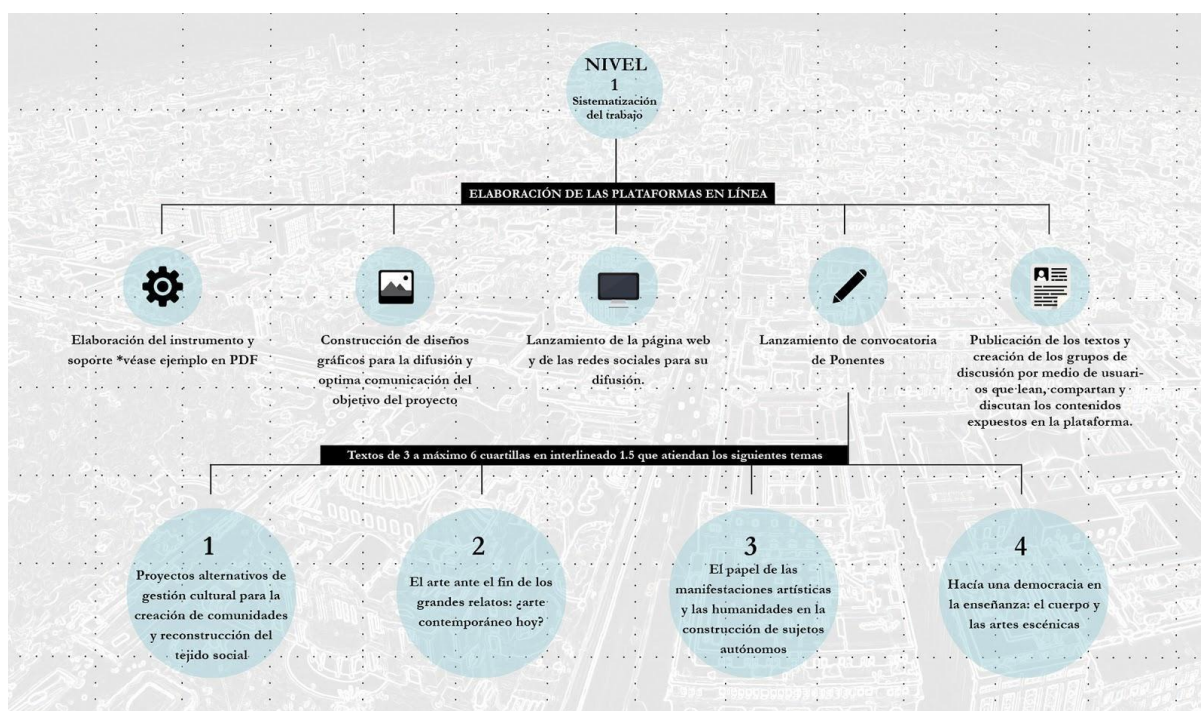 NIVEL
1
Sistematización
del trabajo
ELABORACIÓN DE LAS PLATAFORMAS EN LÍNEA
Elaboración del instrumento y
soporte *véase ejemplo en PDF
Construcción de diseños
gráficos para la difusión y
optima comunicación del
objetivo del proyecto
Lanzamiento de la página web
y de las redes sociales para su
difusión.
Lanzamiento de convocatoria
de Ponentes
Publicación de los textos y
creación de los grupos de
discusión por medio de usuari-
os que lean, compartan y
discutan los contenidos
expuestos en la plataforma.
Textos de 3 a máximo 6 cuartillas en interlineado 1.5 que atiendan los siguientes temas
1
Proyectos alternativos de
gestión cultural para la
creación de comunidades
y reconstrucción del
tejido social
2
El arte ante el fin de los
grandes relatos: ¿arte
contemporáneo hoy?
3
El papel de las
manifestaciones artísticas
y las humanidades en la
construcción de sujetos
autónomos
4
Hacía una democracia en
la enseñanza: el cuerpo y
las artes escénicas